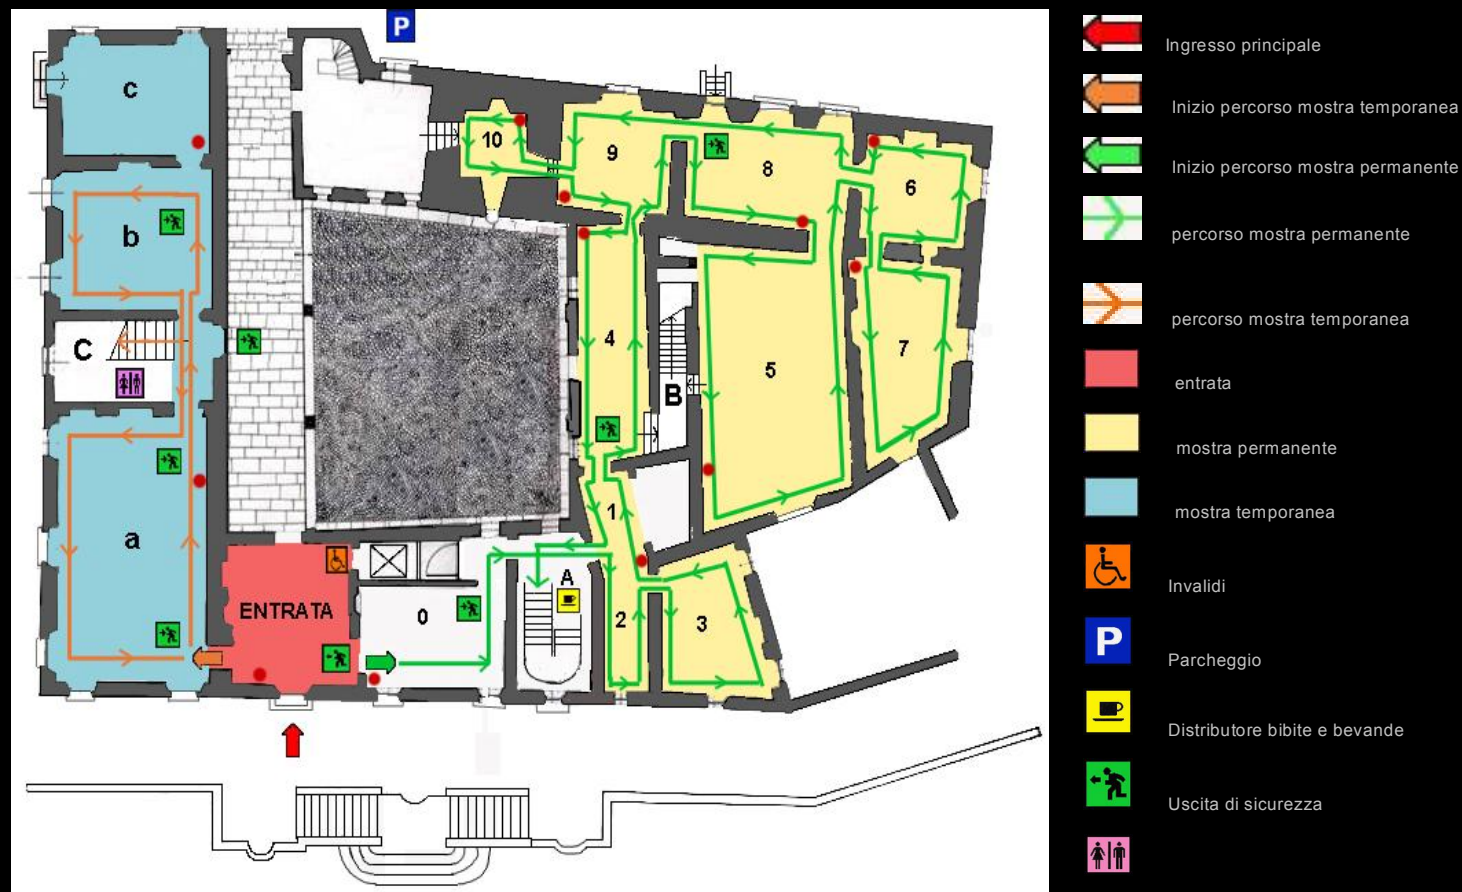 P
Ingresso principale
c
Inizio percorso mostra temporanea
10
9
8
6
Inizio percorso mostra permanente
b
percorso mostra permanente
percorso mostra temporanea
4
7
C
5
B
entrata
mostra permanente
a
1
mostra temporanea
A
ENTRATA
0
2
3
Invalidi
P
Parcheggio
Distributore bibite e bevande
Uscita di sicurezza